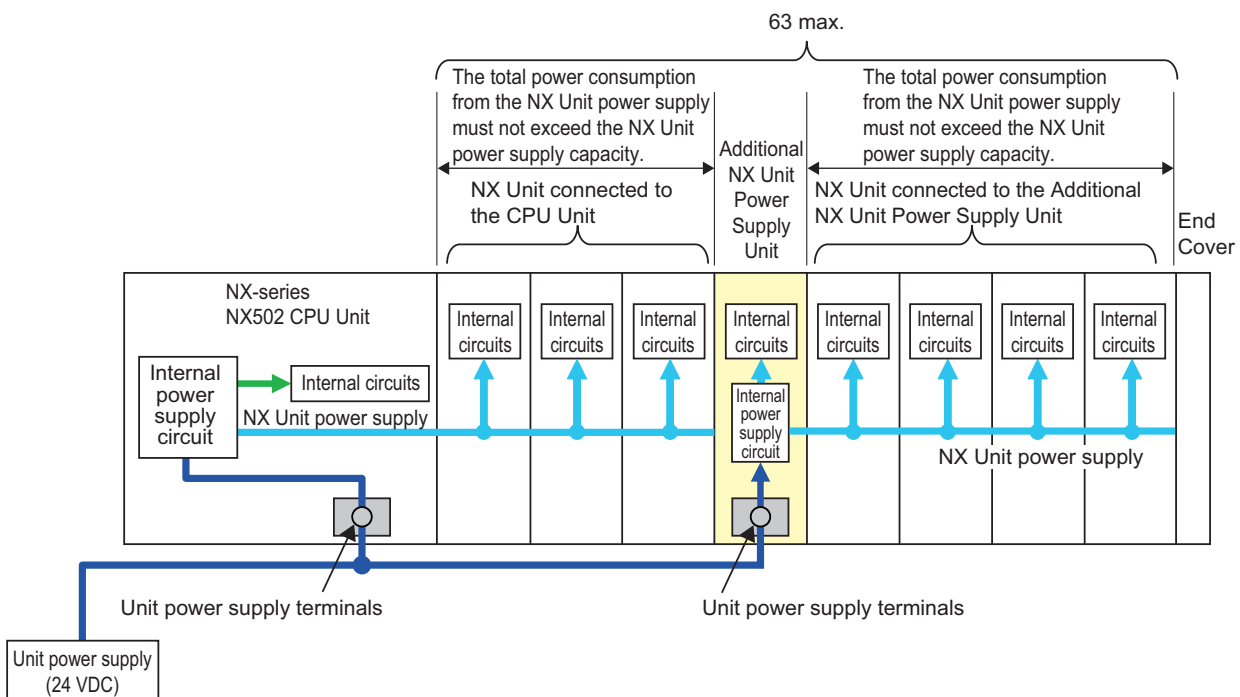 63 max.
The total power consumption
from the NX Unit power supply
must not exceed the NX Unit
power supply capacity.
The total power consumption
from the NX Unit power supply
must not exceed the NX Unit
power supply capacity.
Additional
NX Unit
Power
Supply
Unit
NX Unit connected to
the CPU Unit
NX Unit connected to the Additional
NX Unit Power Supply Unit
End
Cover
NX-series
NX502 CPU Unit
Internal
circuits
Internal
circuits
Internal
circuits
Internal
circuits
Internal
circuits
Internal
circuits
Internal
circuits
Internal
circuits
Internal
power
supply
circuit
Internal circuits
NX Unit power supply
Internal
power
supply
circuit
NX Unit power supply
Unit power supply terminals
Unit power supply terminals
Unit power supply
(24 VDC)